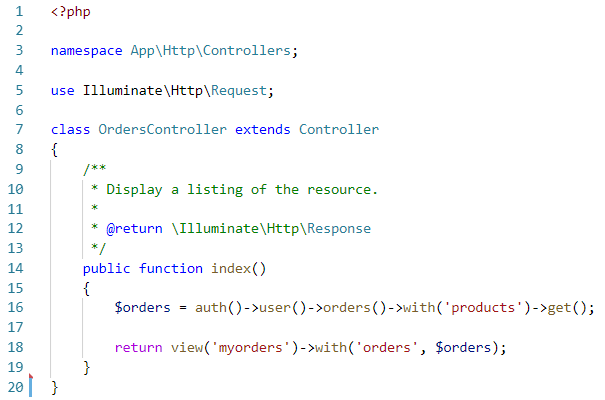 1 <?php
2
3 namespace App\Http\Controllers;
4
5 use Illuminate\Http\Request;
6
7 class OrdersController extends Controller
8 {
9     /**
10      * Display a listing of the resource.
11      *
12      * @return \Illuminate\Http\Response
13      */
14     public function index()
15     {
16         $orders = auth()->user()->orders()->with('products')->get();
17
18         return view('myorders')->with('orders', $orders);
19     }
20 }